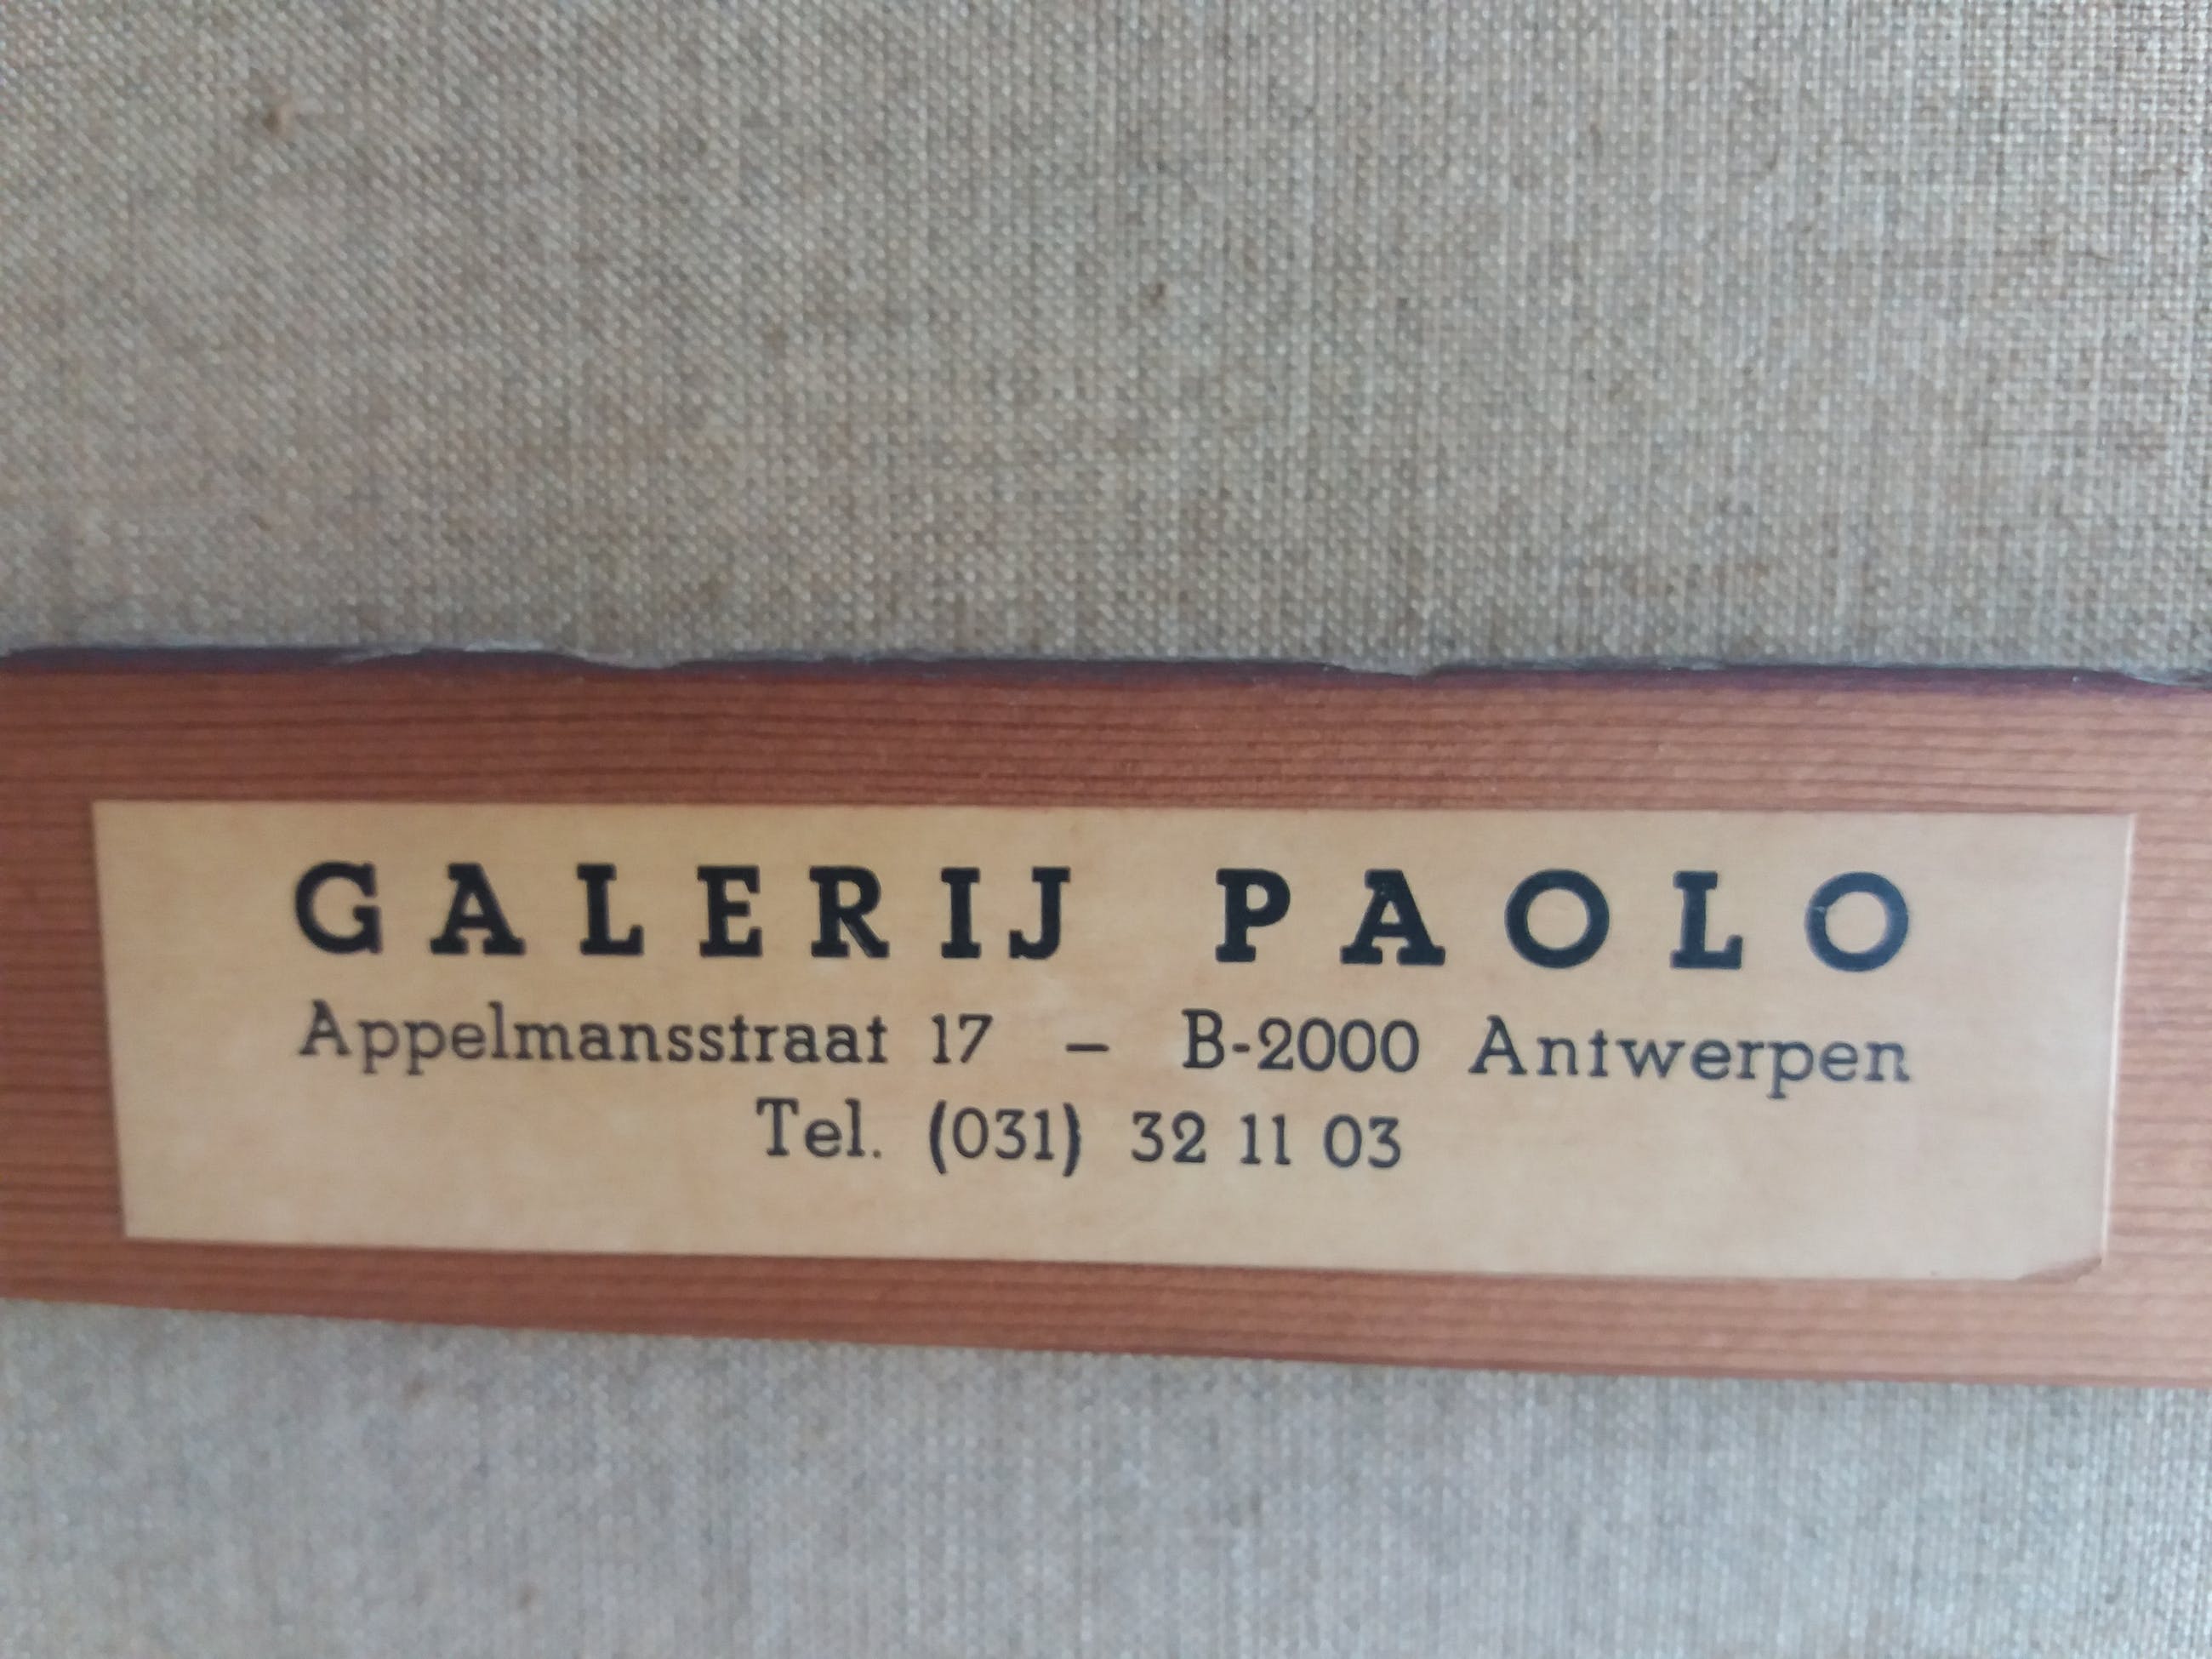 GALERIJ PAOLO
Appelmansstraat 17 – B-2000 Antwerpen
Tel. (031) 32 11 03